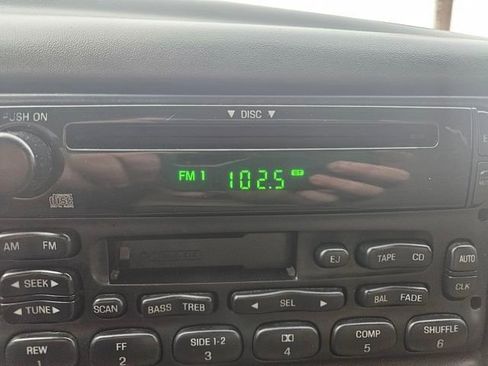 PUSH ON
▼ DISC ▼
FM 1 102.5
AM FM
EJ
TAPE CD
AUTO
◄ SEEK ►
CLK
◄ TUNE ►
SCAN
BASS TREB
◄ SEL ►
BAL FADE
REW
1
FF
2
SIDE 1-2
3
4
COMP
5
SHUFFLE
6